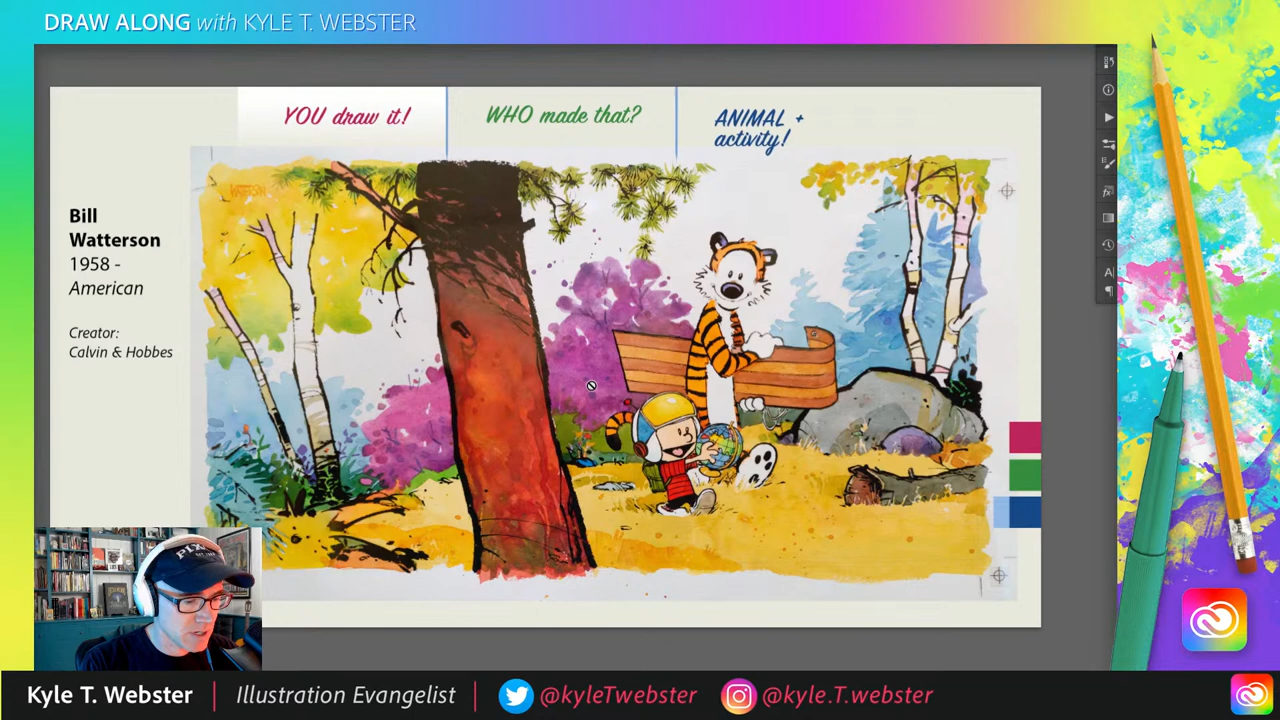 DRAW ALONG with KYLE T. WEBSTER
YOU draw it!
WHO made that?
ANIMAL +
activity!
Bill
Watterson
1958 -
American
Creator:
Calvin & Hobbes
WATTERSON
Kyle T. Webster | Illustration Evangelist | @kyleTwebster @kyle.T.webster